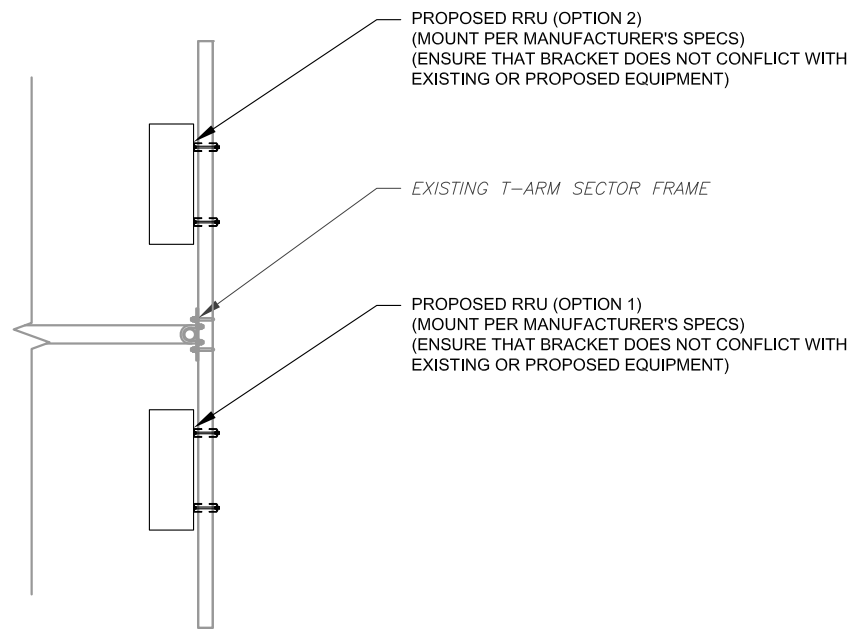 PROPOSED RRU (OPTION 2)
(MOUNT PER MANUFACTURER'S SPECS)
(ENSURE THAT BRACKET DOES NOT CONFLICT WITH
EXISTING OR PROPOSED EQUIPMENT)
EXISTING T-ARM SECTOR FRAME
PROPOSED RRU (OPTION 1)
(MOUNT PER MANUFACTURER'S SPECS)
(ENSURE THAT BRACKET DOES NOT CONFLICT WITH
EXISTING OR PROPOSED EQUIPMENT)